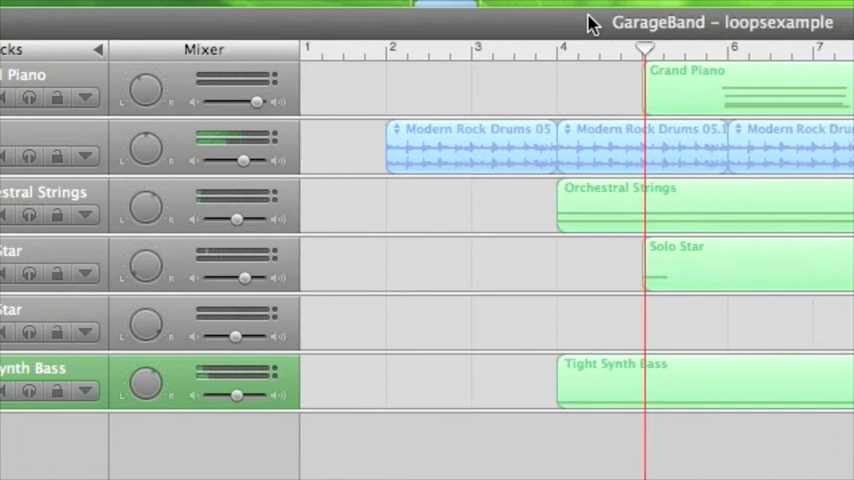 GarageBand – loopsexample
cks Mixer 1 2 3 4 6 7
l Piano L R Grand Piano
L R Modern Rock Drums 05 Modern Rock Drums 05.1 Modern Rock
estral Strings L R Orchestral Strings
Star L R Solo Star
Star L R
ynth Bass L R Tight Synth Bass